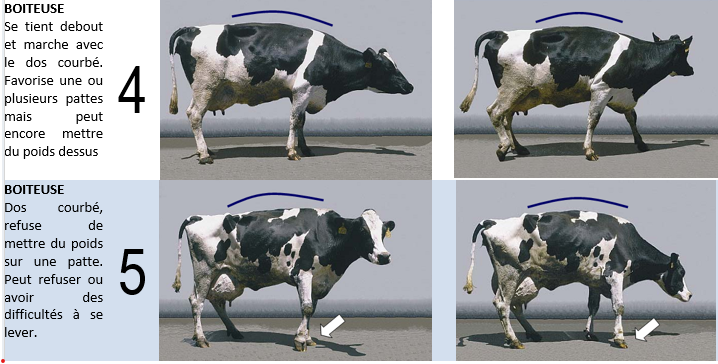 BOITEUSE
Se tient debout
et marche avec
le dos courbé.
Favorise une ou
plusieurs pattes
mais peut
encore mettre
du poids dessus
4
BOITEUSE
Dos courbé,
refuse de
mettre du poids
sur une patte.
Peut refuser ou
avoir des
difficultés à se
lever.
5